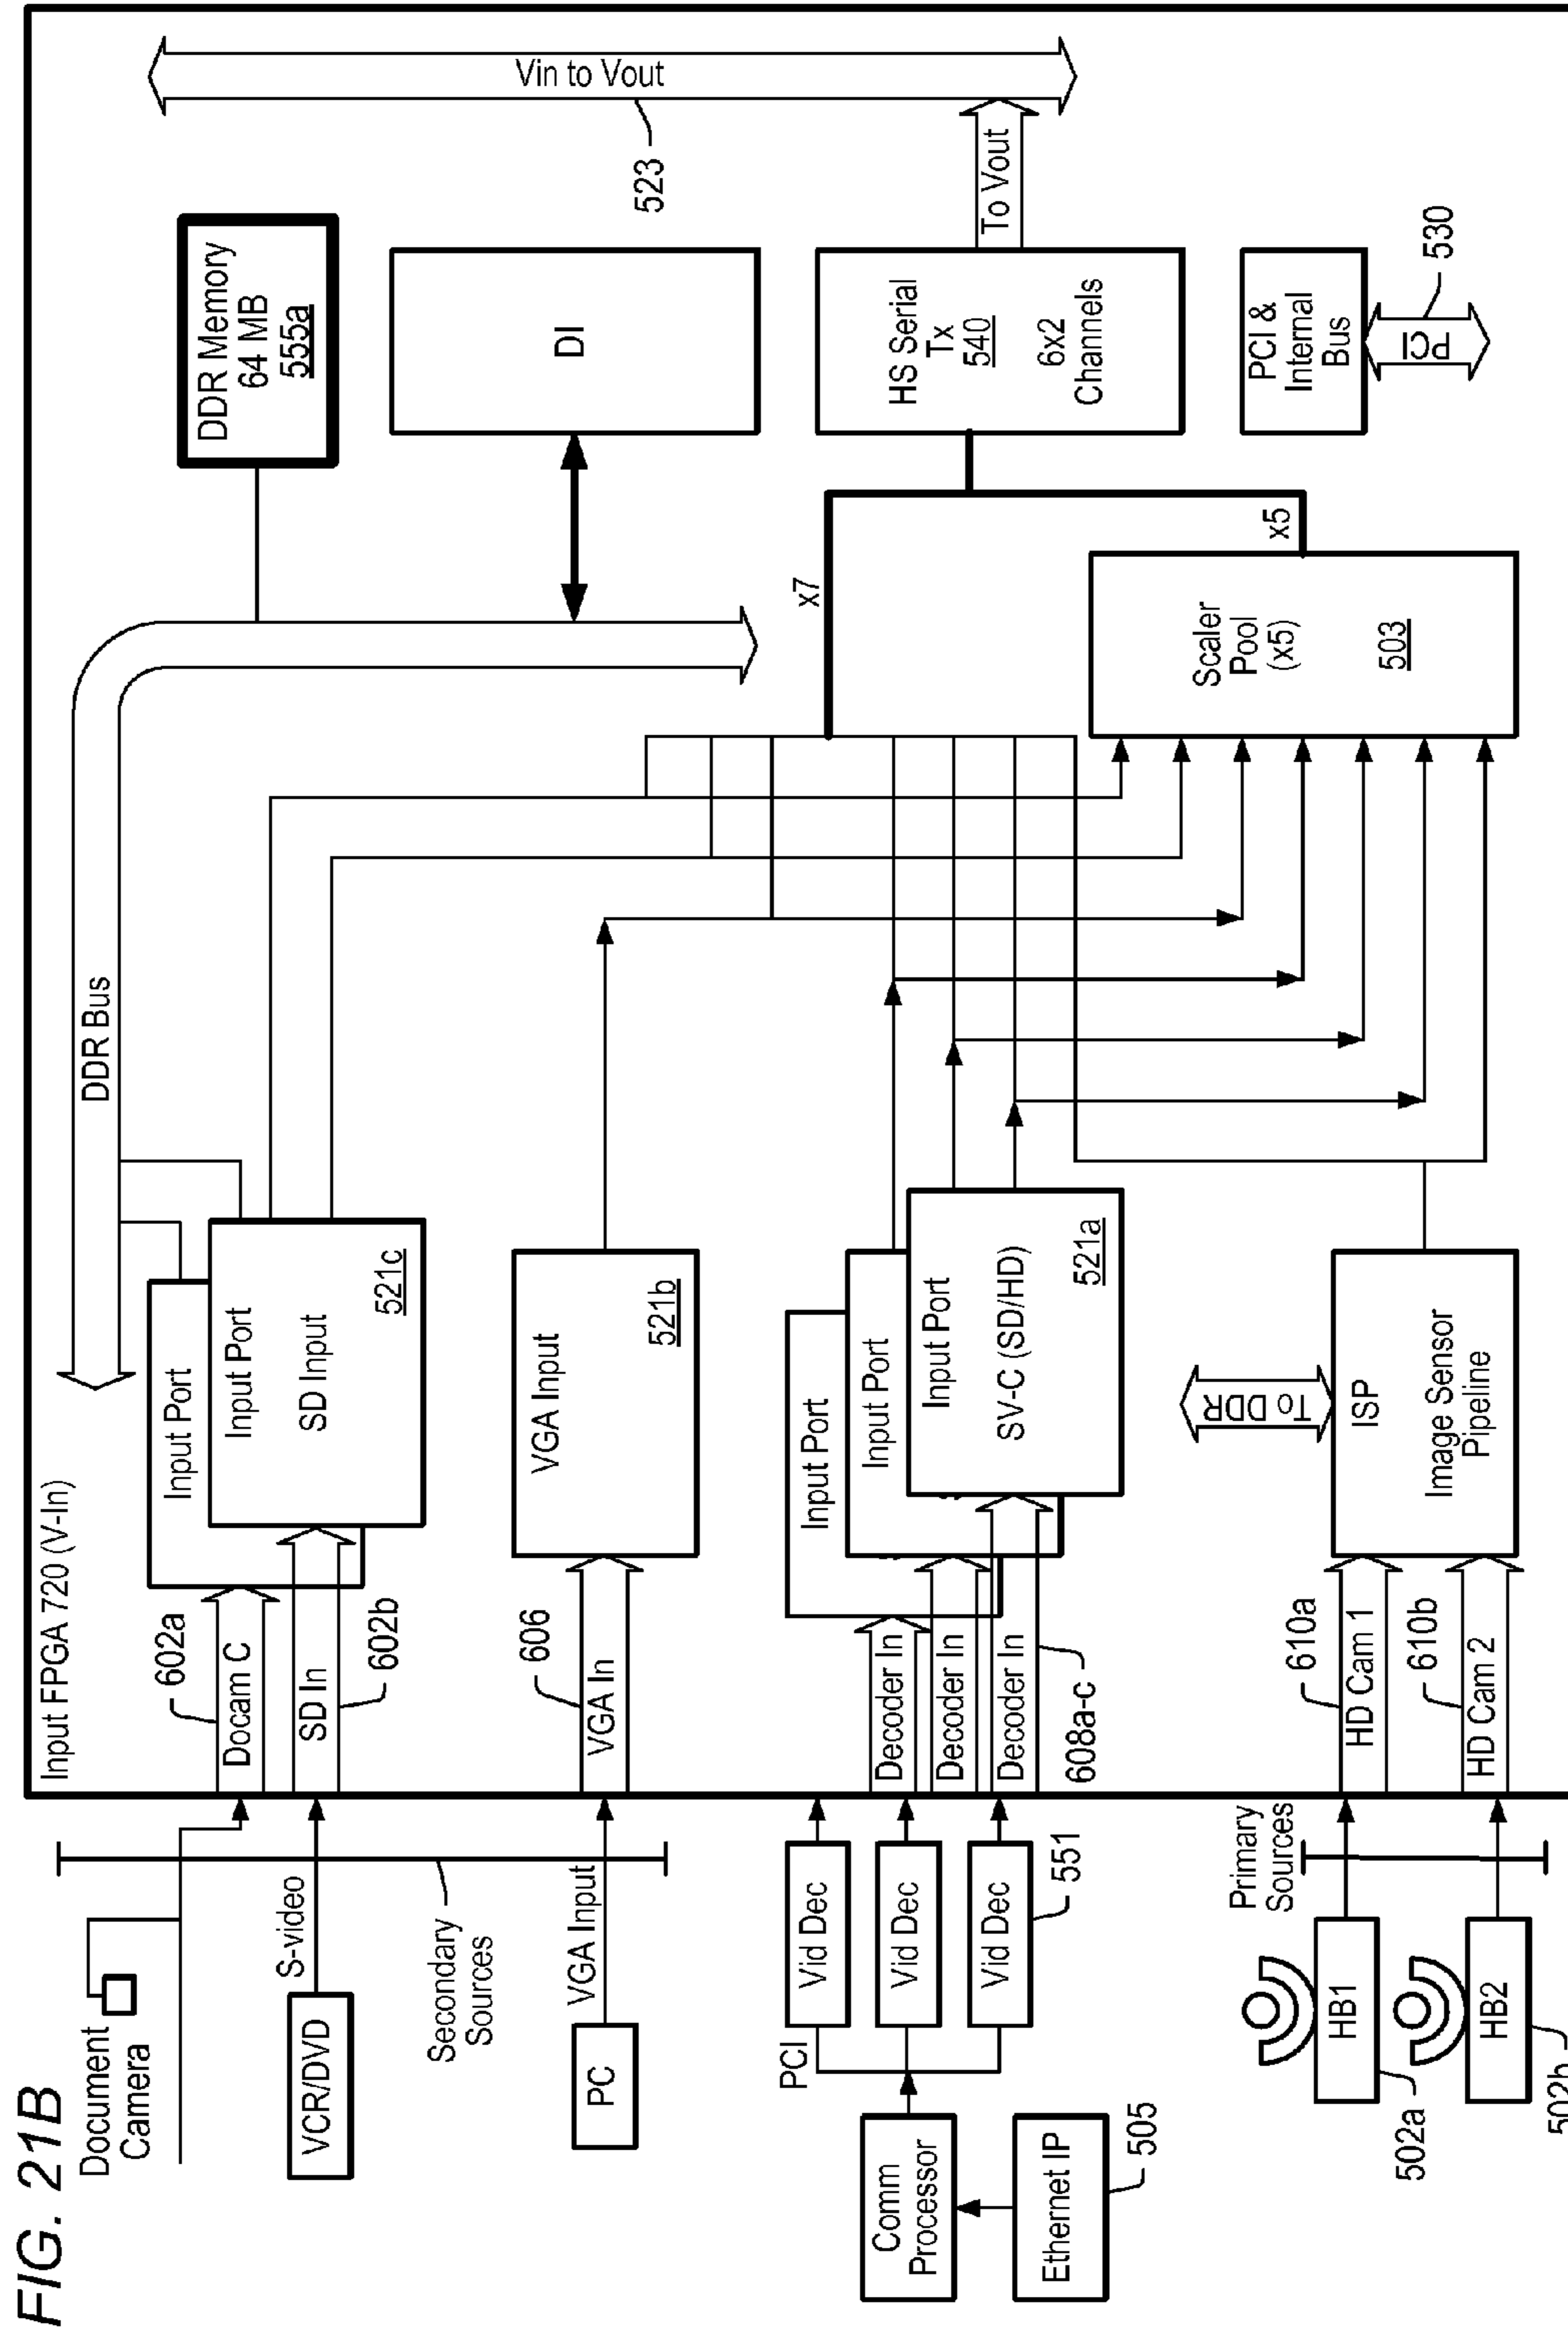 FIG. 21B
Document
Camera
VCR/DVD
S-video
Secondary
Sources
PC
VGA Input
Comm
Processor
Ethernet IP
505
PCI
Vid Dec
Vid Dec
Vid Dec
551
Primary
Sources
HB1
502a
HB2
502b
Input FPGA 720 (V-In)
Docam C
602a
SD In
602b
VGA In
606
Decoder In
Decoder In
Decoder In
608a-c
HD Cam 1
610a
HD Cam 2
610b
Input Port
Input Port
SD Input
521c
VGA Input
521b
Input Port
Input Port
Input Port
SV-C (SD/HD)
521a
To DDR
ISP
Image Sensor
Pipeline
DDR Bus
x7
x5
Scaler
Pool
(x5)
503
DDR Memory
64 MB
555a
DI
HS Serial
Tx
540
6x2
Channels
PCI &
Internal
Bus
PCI
530
To Vout
Vin to Vout
523